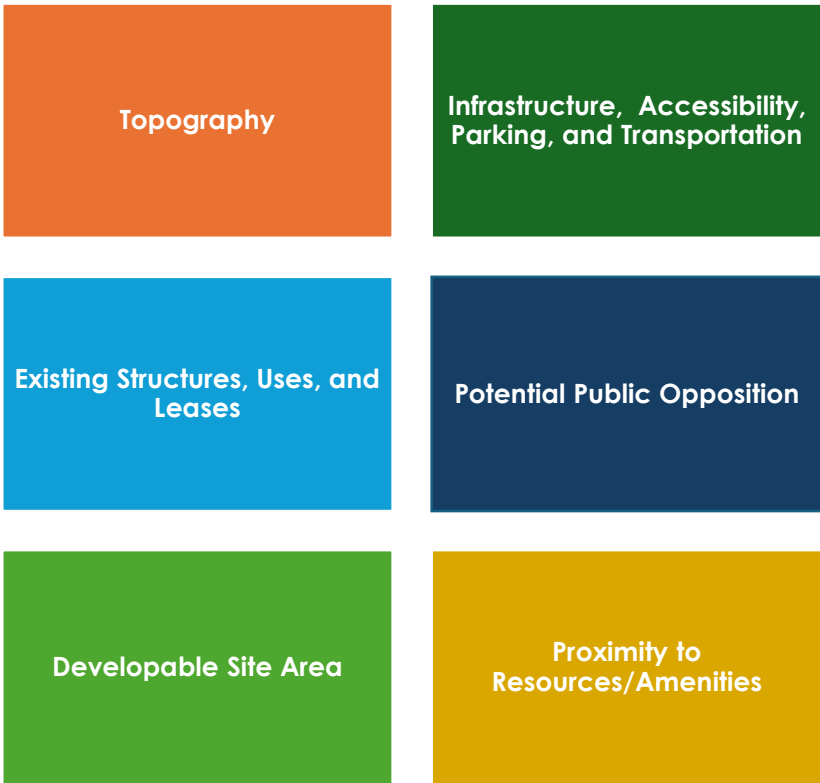 Topography
Infrastructure, Accessibility,
Parking, and Transportation
Existing Structures, Uses, and
Leases
Potential Public Opposition
Developable Site Area
Proximity to
Resources/Amenities